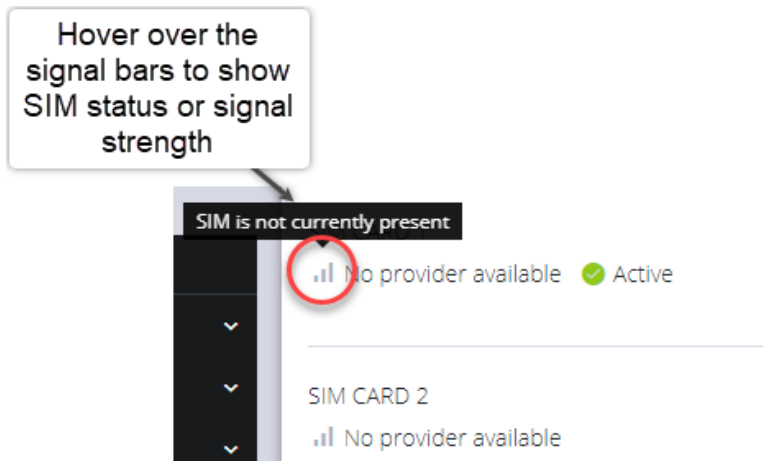 Hover over the
signal bars to show
SIM status or signal
strength
SIM is not currently present
No provider available Active
SIM CARD 2
No provider available